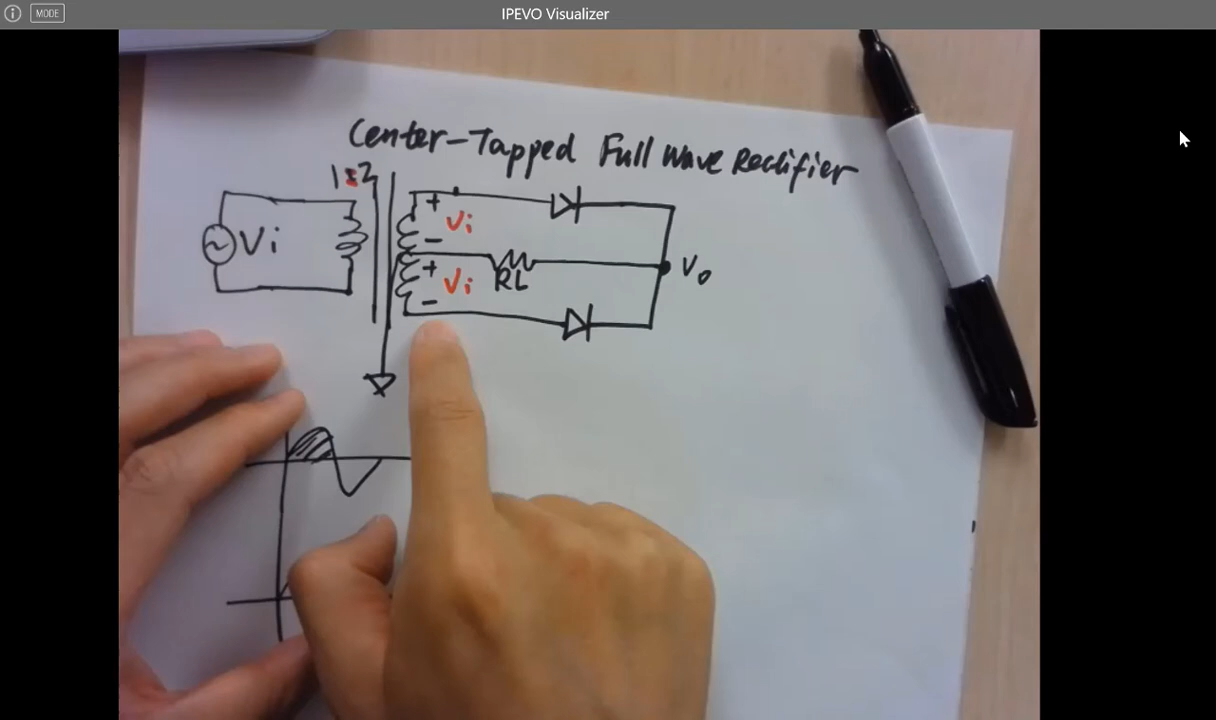 MODE IPEVO Visualizer
Center-Tapped Full Wave Rectifier
1:2
+
Vi
Vi
-
RL
Vo
+
Vi
-